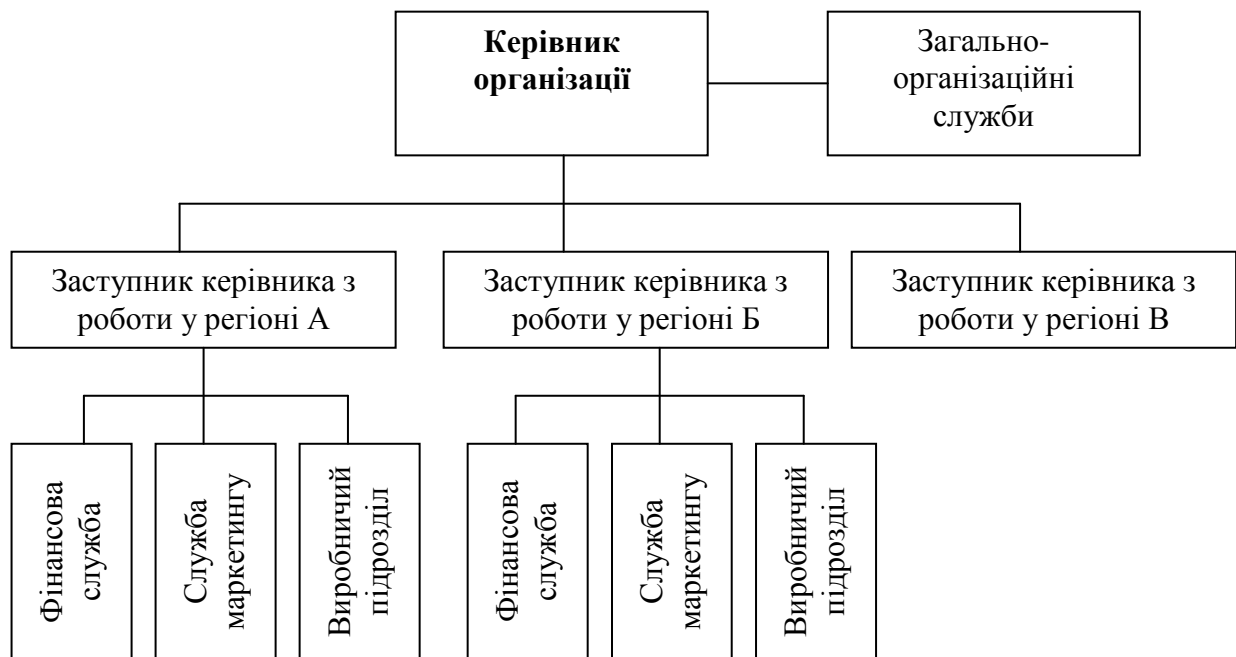 Керівник
організації
Загально-
організаційні
служби
Заступник керівника з
роботи у регіоні А
Заступник керівника з
роботи у регіоні Б
Заступник керівника з
роботи у регіоні В
Фінансова
служба
Служба
маркетингу
Виробничий
підрозділ
Фінансова
служба
Служба
маркетингу
Виробничий
підрозділ